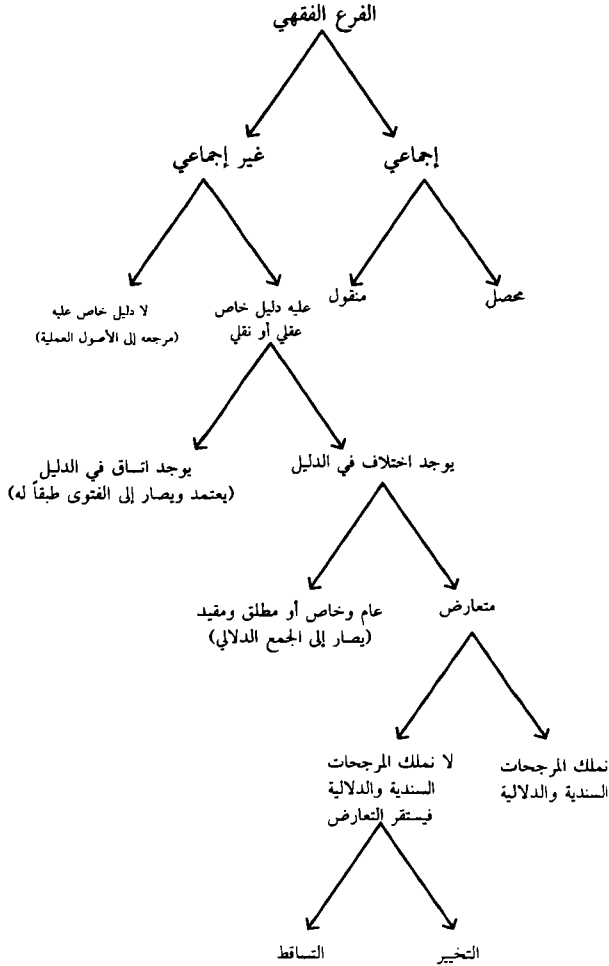 الفرع الفقهي
إجماعي
غير إجماعي
محصل
منقول
عليه دليل خاص
عقلي أو نقلي
لا دليل خاص عليه
(مرجعه إلى الأصول العملية)
يوجد اختلاف في الدليل
يوجد اتساق في الدليل
(يعتمد ويصار إلى الفتوى طبقاً له)
متعارض
عام وخاص أو مطلق ومقيد
(يصار إلى الجمع الدلالي)
نملك المرجحات
السندية والدلالية
لا نملك المرجحات
السندية والدلالية
فيستقر التعارض
التخيير
التساقط